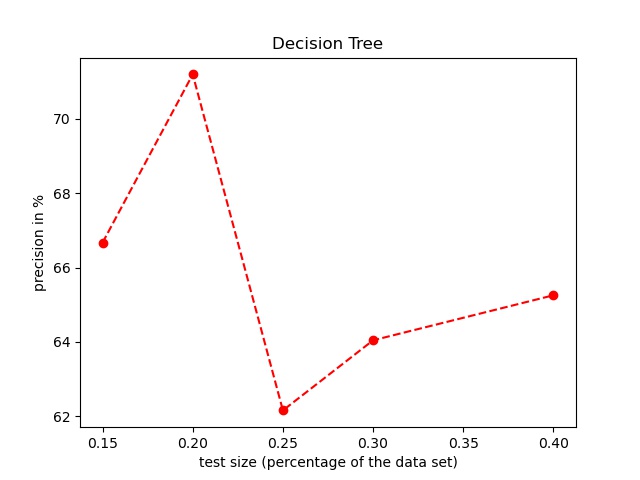 Decision Tree
precision in %
70
68
66
64
62
0.15 0.20 0.25 0.30 0.35 0.40
test size (percentage of the data set)